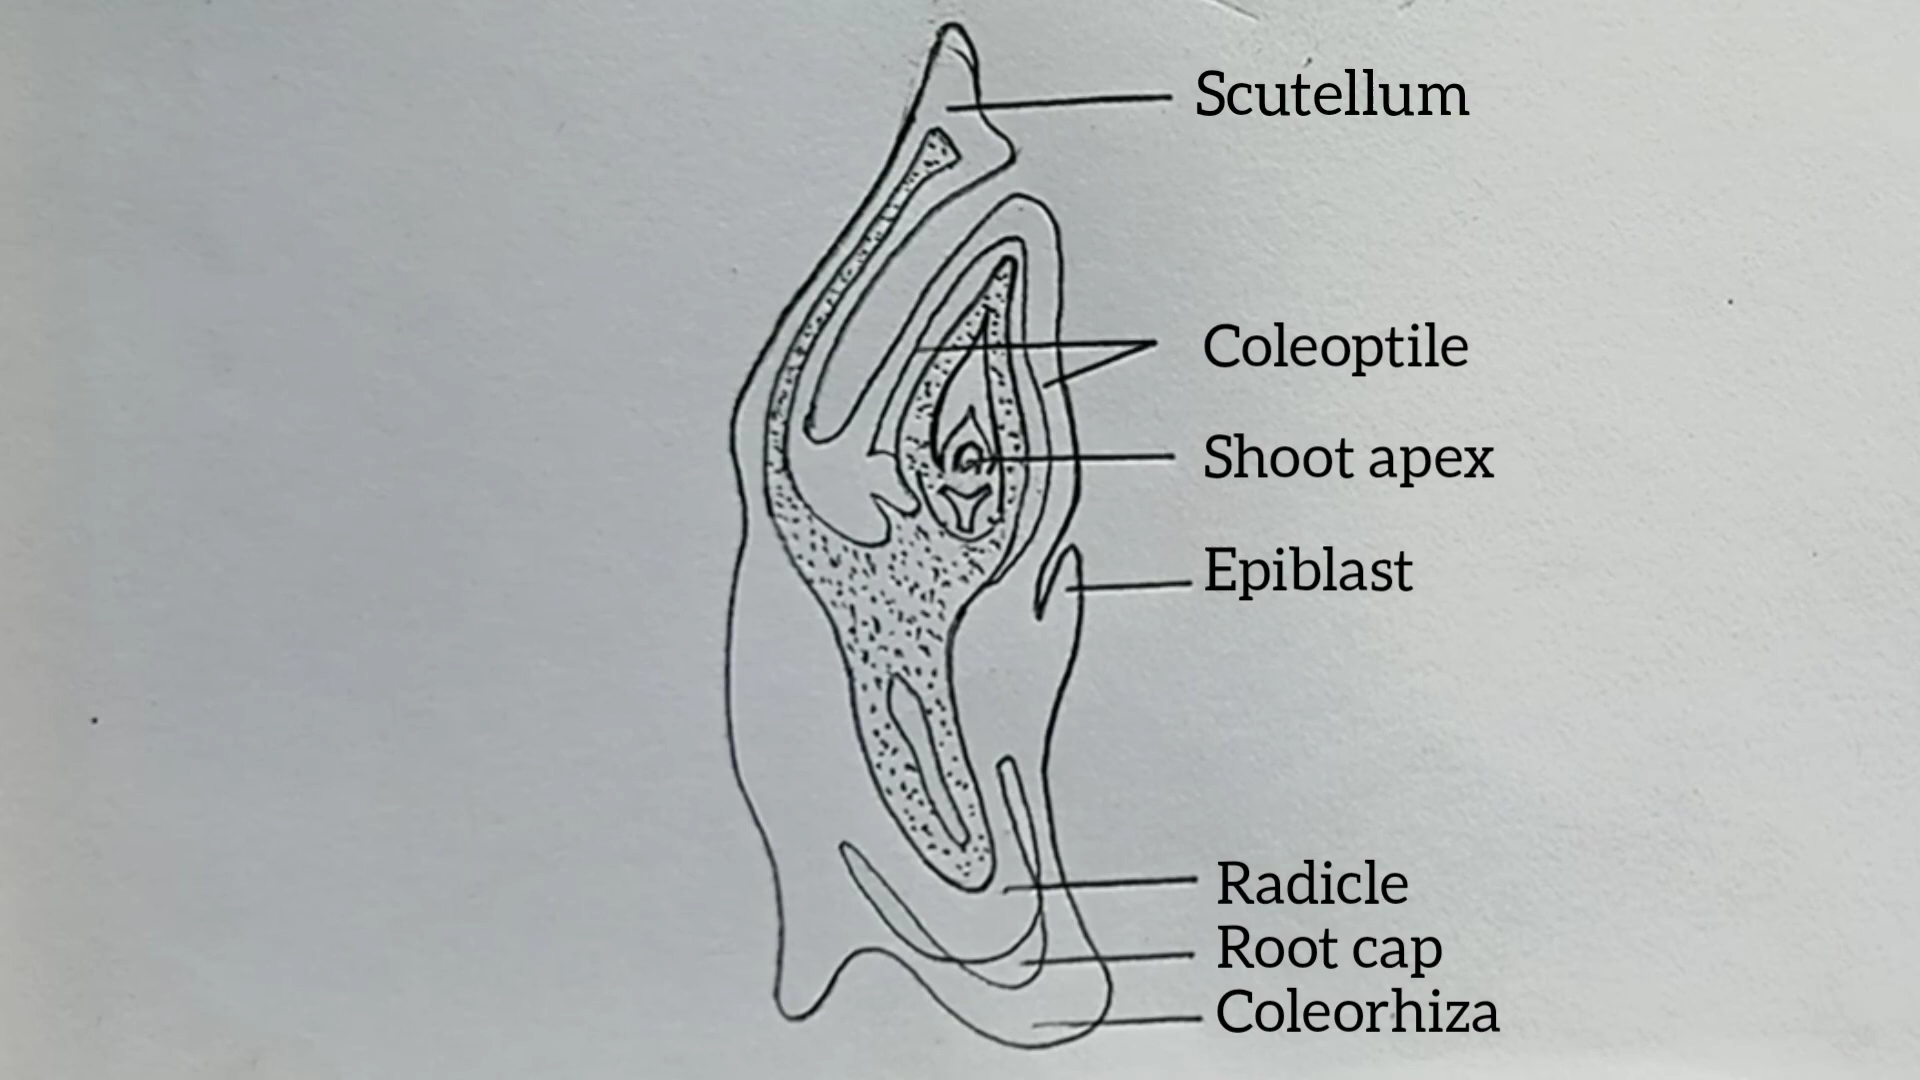 Scutellum
Coleoptile
Shoot apex
Epiblast
Radicle
Root cap
Coleorhiza